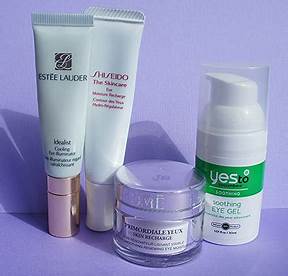 ESTĒE LAUDER
Idealist
Cooling
Eye Illuminator
SHISEIDO
The Skincare
Eye
Moisture Recharge
Contour des Yeux
Hydro-Régulateur
PRIMORDIALE YEUX
SKIN RECHARGE
yes to
SOOTHING
soothing
EYE GEL